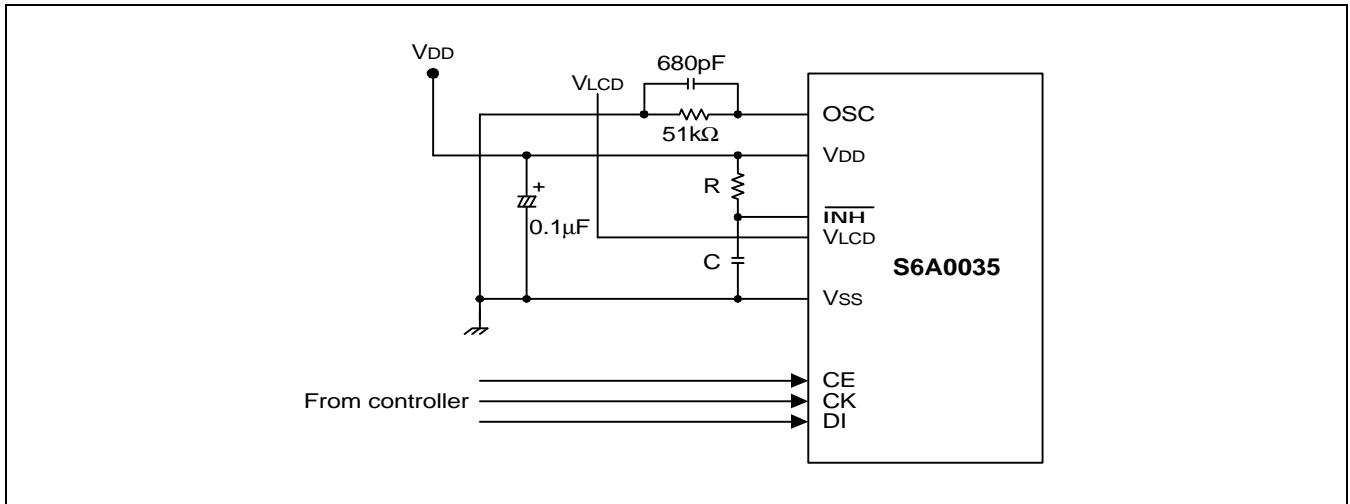 VDD
680pF
VLCD
OSC
51kΩ
VDD
R
+
INH
0.1μF
VLCD
C
S6A0035
VSS
CE
From controller
CK
DI